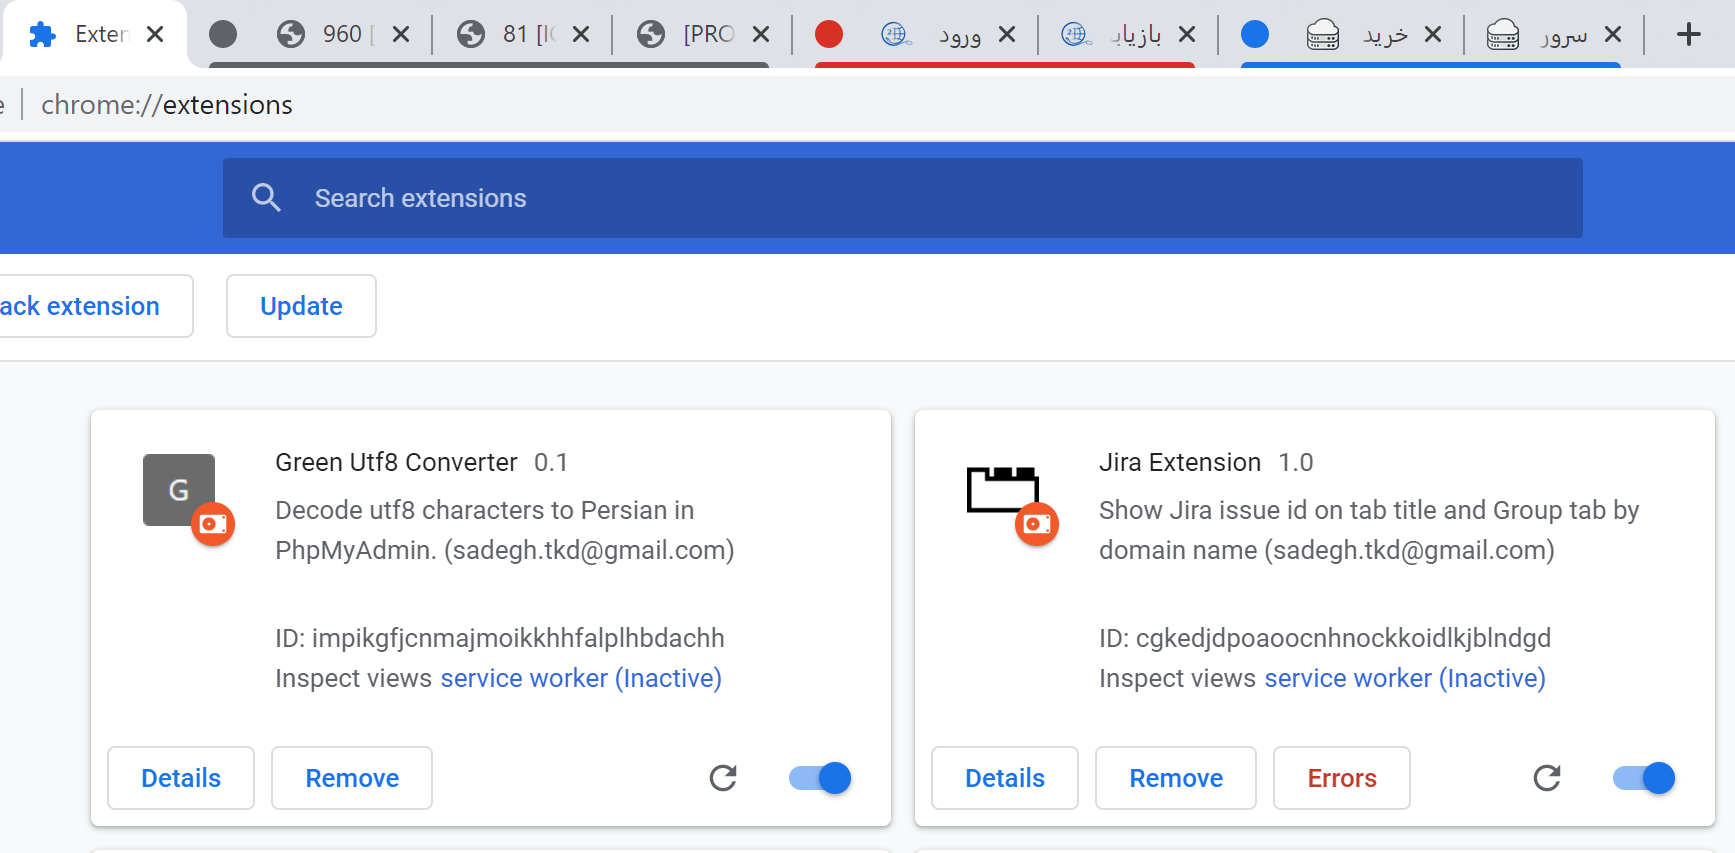 Exten
960 [
81 [I
[PRO
ورود
بازیاب
خرید
سرور
e
chrome://extensions
Search extensions
ack extension
Update
G
Green Utf8 Converter 0.1
Decode utf8 characters to Persian in
PhpMyAdmin. (sadegh.tkd@gmail.com)
ID: impikgfjcnmajmoikkhhfalplhbdachh
Inspect views service worker (Inactive)
Details
Remove
Jira Extension 1.0
Show Jira issue id on tab title and Group tab by
domain name (sadegh.tkd@gmail.com)
ID: cgkedjdpoaoocnhnockkoidlkjblndgd
Inspect views service worker (Inactive)
Details
Remove
Errors